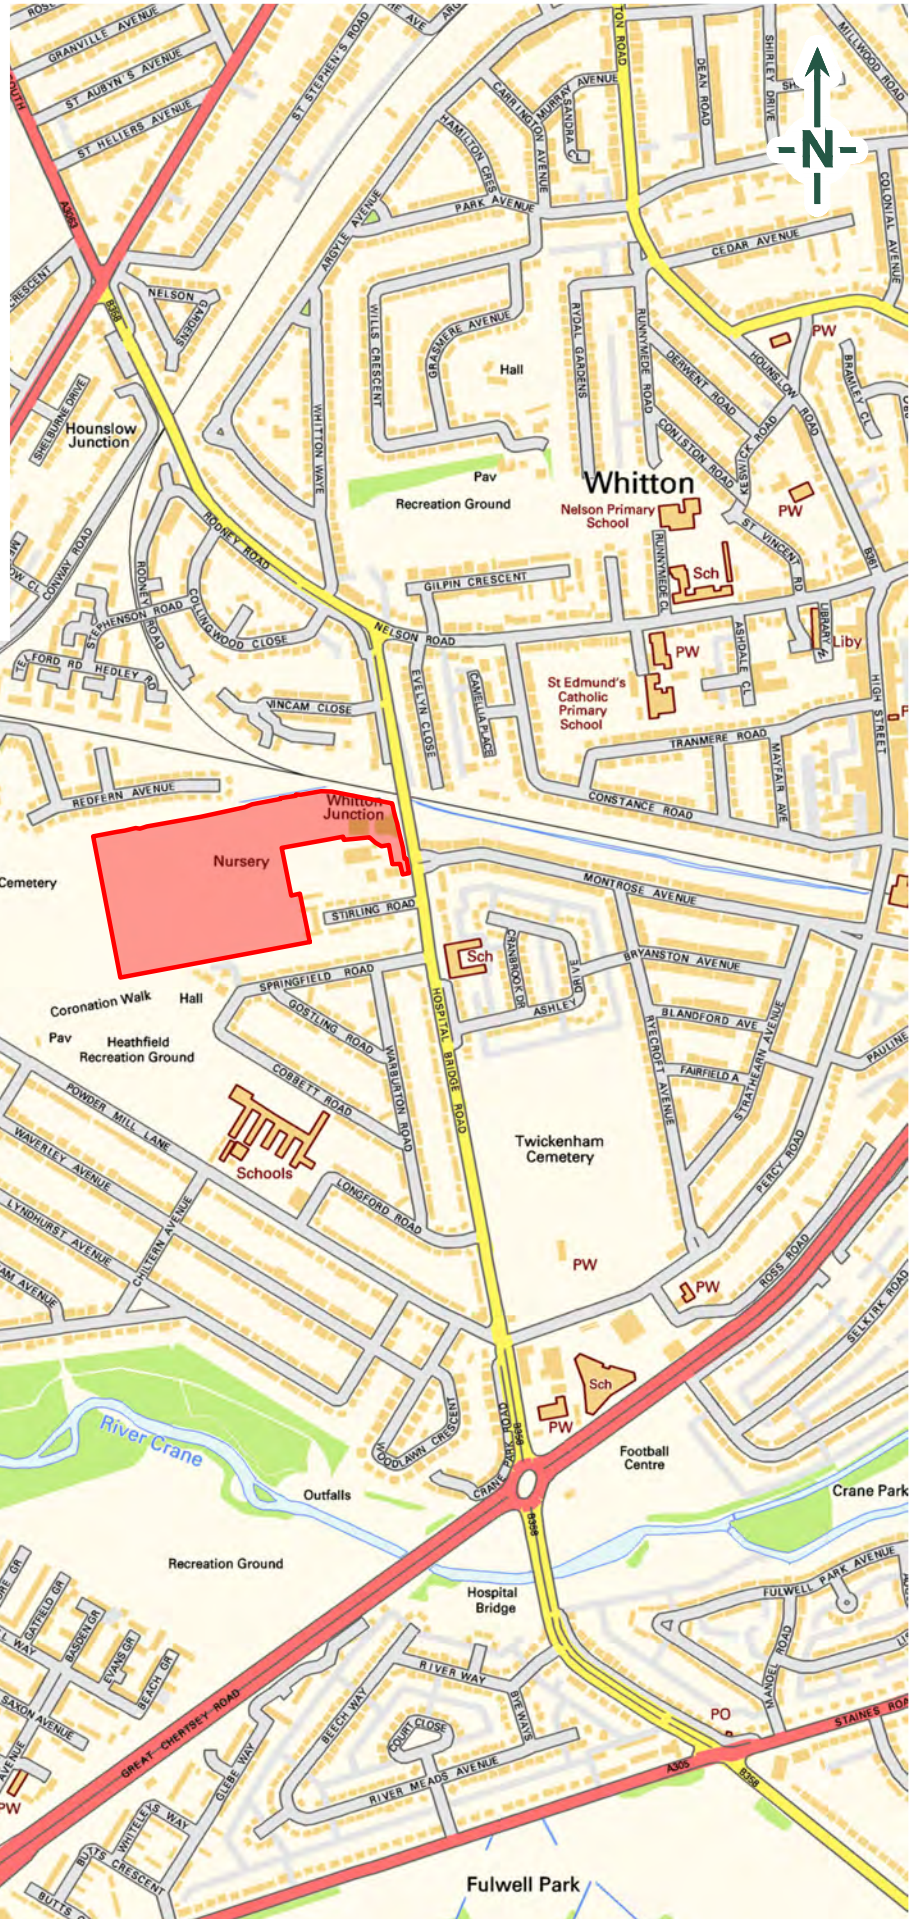 GRANVILLE AVENUE
ST AUBYN'S AVENUE
ST HELIERS AVENUE
ST STEPHEN'S ROAD
A3063
B358
CARRINGTON AVENUE
MURRAY AVENUE
SANDRA CL
HAMILTON CRES
PARK AVENUE
ARGYLE AVENUE
DEAN ROAD
SHIRLEY DRIVE
MILLWOOD ROAD
-N-
COLONIAL AVENUE
CEDAR AVENUE
NELSON
GARDENS
WILLS CRESCENT
GRASMERE AVENUE
Hall
RYDAL GARDENS
RUNNYMEDE ROAD
DERWENT ROAD
CONISTON ROAD
KESWICK ROAD
HOUNSLOW ROAD
PW
BRAMLEY CL
SHELBURNE DRIVE
Hounslow
Junction
WHITTON WAYE
Pav
Recreation Ground
Whitton
Nelson Primary
School
PW
ST VINCENT RD
B361
CONWAY ROAD
RODNEY ROAD
RODNEY ROAD
STEPHENSON ROAD
COLLINGWOOD CLOSE
TELFORD RD
HEDLEY RD
VINCAM CLOSE
GILPIN CRESCENT
NELSON ROAD
RUNNYMEDE CL
Sch
PW
ASHDALE CL
LIBRARY
Liby
EVELYN CLOSE
CAMELLIA PLACE
St Edmund's
Catholic
Primary
School
HIGH STREET
TRANMERE ROAD
MAYFAIR AVE
CONSTANCE ROAD
REDFERN AVENUE
Whitton
Junction
Nursery
Cemetery
STIRLING ROAD
MONTROSE AVENUE
Sch
CRANBROOK DR
ASHLEY DRIVE
BRYANSTON AVENUE
BLANDFORD AVE
FAIRFIELD A
STRATHEARN AVENUE
RYECROFT AVENUE
PAULINE
SPRINGFIELD ROAD
GOSTLING ROAD
COBBETT ROAD
WARBURTON ROAD
HOSPITAL BRIDGE ROAD
Coronation Walk
Hall
Pav
Heathfield
Recreation Ground
POWDER MILL LANE
WAVERLEY AVENUE
LYNDHURST AVENUE
CHILTERN AVENUE
Schools
LONGFORD ROAD
Twickenham
Cemetery
PW
PERCY ROAD
PW
ROSS ROAD
SELKIRK ROAD
Sch
PW
B358
CRANE PARK ROAD
WOODLAWN CRESCENT
River Crane
Outfalls
Football
Centre
Crane Park
Recreation Ground
B358
Hospital
Bridge
FULWELL PARK AVENUE
MANDEL ROAD
GATFIELD GR
BASDEN GR
EVANS GR
BEACH GR
SAXON AVENUE
PW
GREAT CHERTSEY ROAD
RIVER WAY
BYEWAYS
BEECH WAY
COURT CLOSE
RIVER MEADS AVENUE
GLEBE WAY
WHITELEYS WAY
BUTTS CRESCENT
PO
STAINES ROA
A305
B358
Fulwell Park